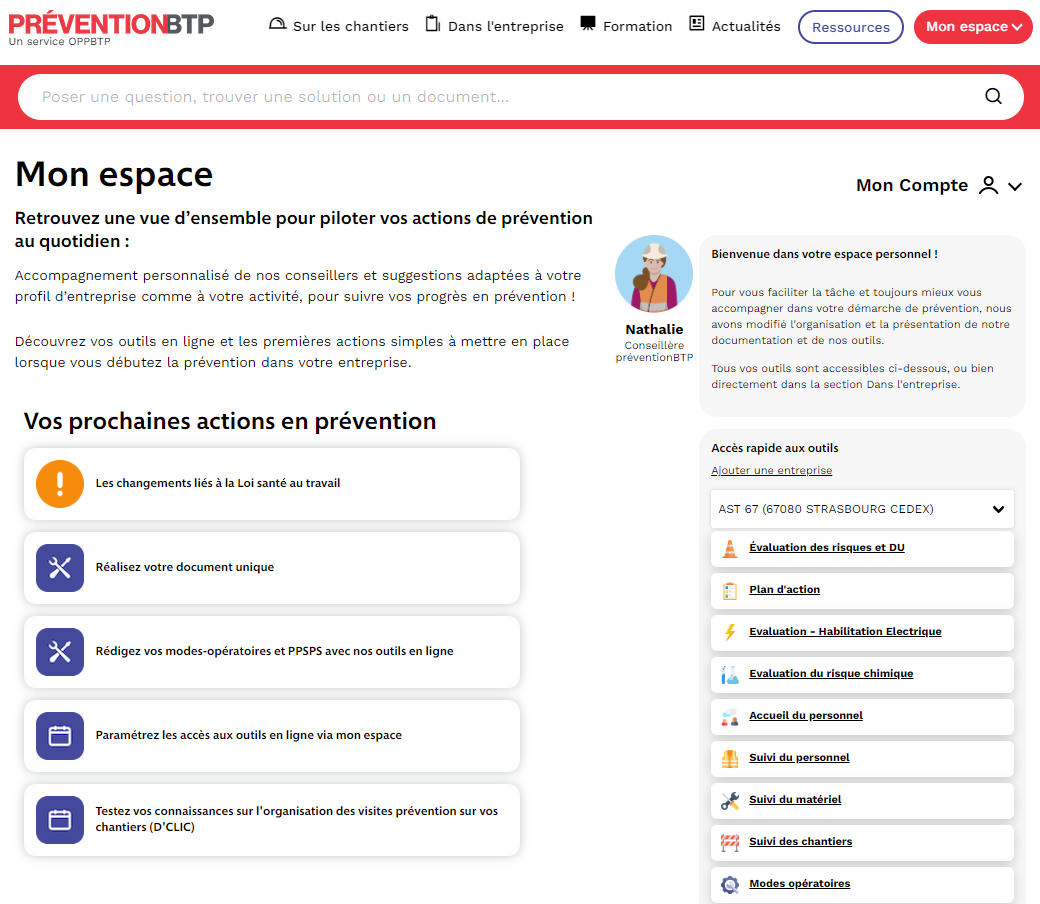 PRÉVENTIONBTP
Un service OPPBTP
Sur les chantiers
Dans l'entreprise
Formation
Actualités
Ressources
Mon espace
Poser une question, trouver une solution ou un document...
Mon espace
Mon Compte
Retrouvez une vue d’ensemble pour piloter vos actions de prévention
au quotidien :
Accompagnement personnalisé de nos conseillers et suggestions adaptées à votre
profil d’entreprise comme à votre activité, pour suivre vos progrès en prévention !
Découvrez vos outils en ligne et les premières actions simples à mettre en place
lorsque vous débutez la prévention dans votre entreprise.
Nathalie
Conseillère
préventionBTP
Bienvenue dans votre espace personnel !
Pour vous faciliter la tâche et toujours mieux vous
accompagner dans votre démarche de prévention, nous
avons modifié l'organisation et la présentation de notre
documentation et de nos outils.
Tous vos outils sont accessibles ci-dessous, ou bien
directement dans la section Dans l'entreprise.
Vos prochaines actions en prévention
Les changements liés à la Loi santé au travail
Réalisez votre document unique
Rédigez vos modes-opératoires et PPSPS avec nos outils en ligne
Paramétrez les accès aux outils en ligne via mon espace
Testez vos connaissances sur l'organisation des visites prévention sur vos
chantiers (D'CLIC)
Accès rapide aux outils
Ajouter une entreprise
AST 67 (67080 STRASBOURG CEDEX)
Évaluation des risques et DU
Plan d'action
Evaluation - Habilitation Electrique
Evaluation du risque chimique
Accueil du personnel
Suivi du personnel
Suivi du matériel
Suivi des chantiers
Modes opératoires